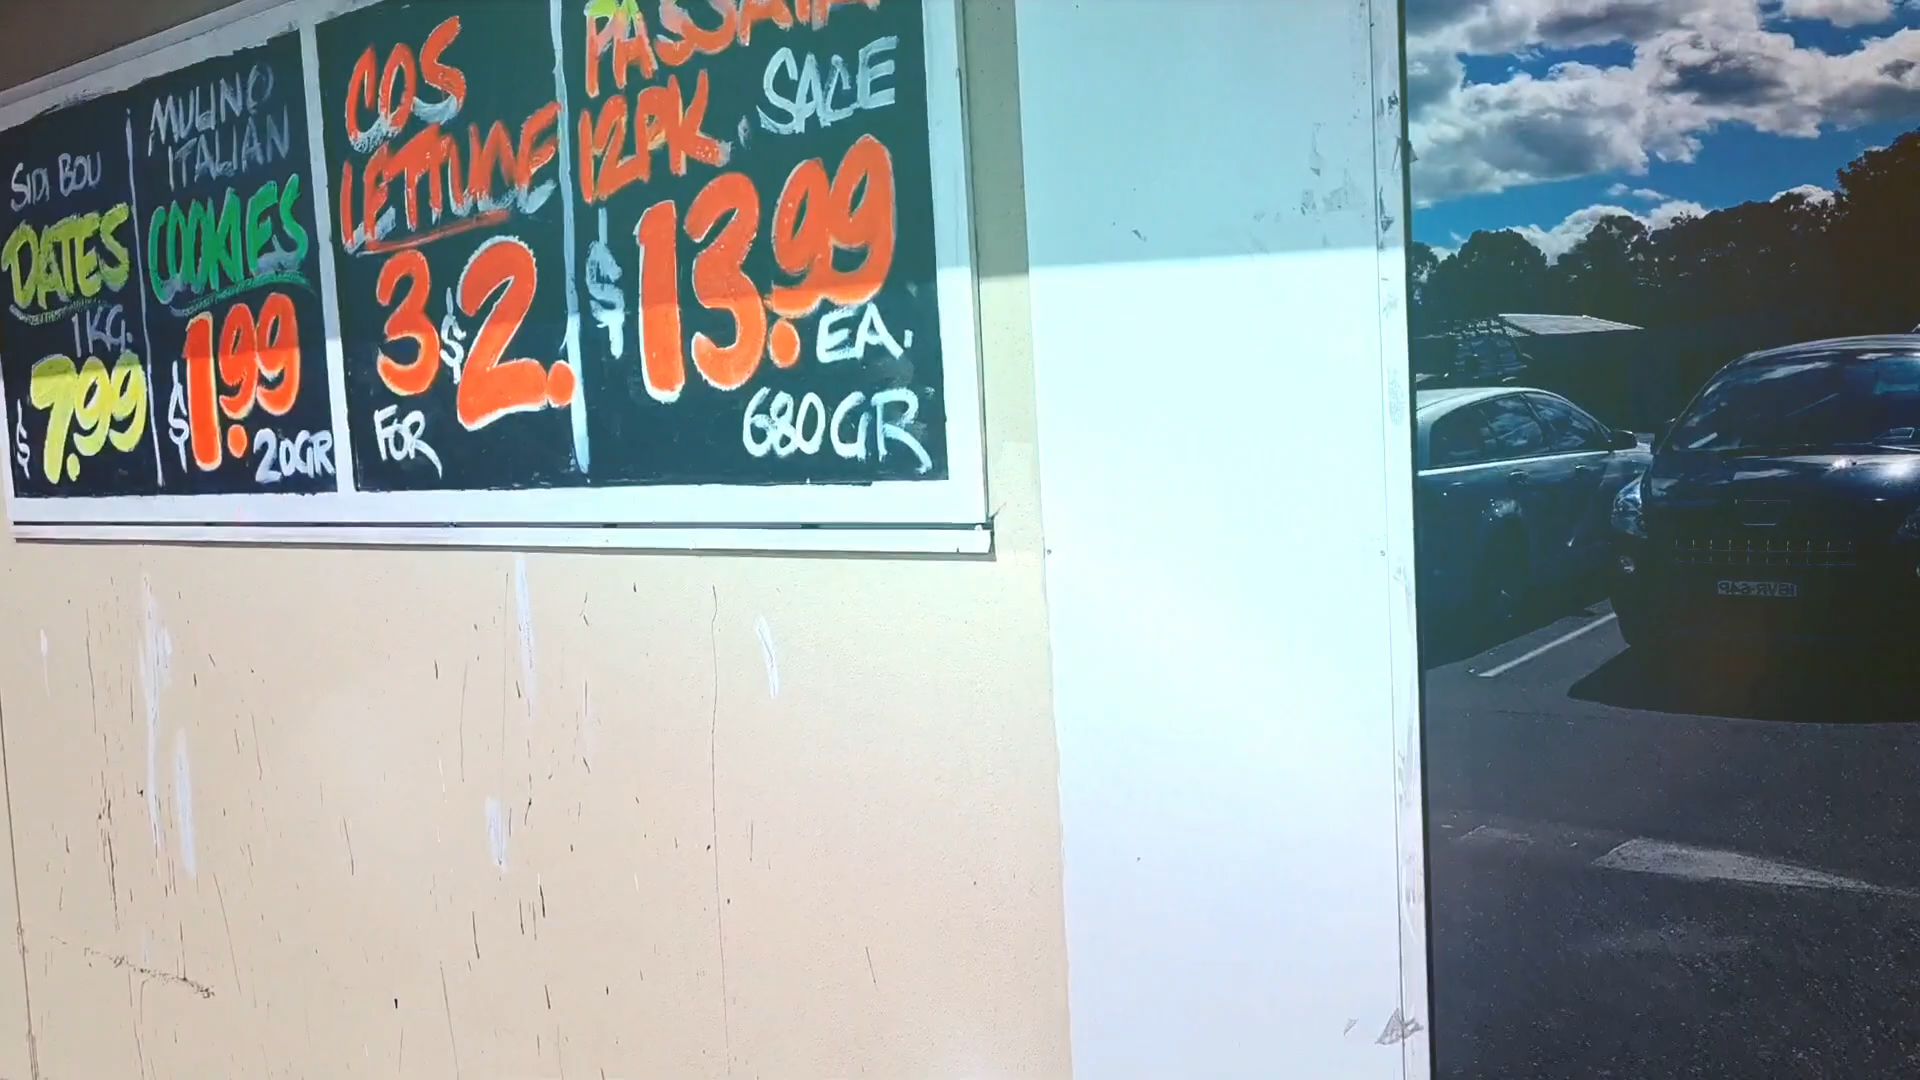 SIDI BOU
DATES
1KG.
$7.99
MULINO
ITALIAN
COOKIES
$1.99
20GR
COS
LETTUCE
3 $2.
FOR
PASSATA
12PK. SALE
$13.99
EA.
680GR